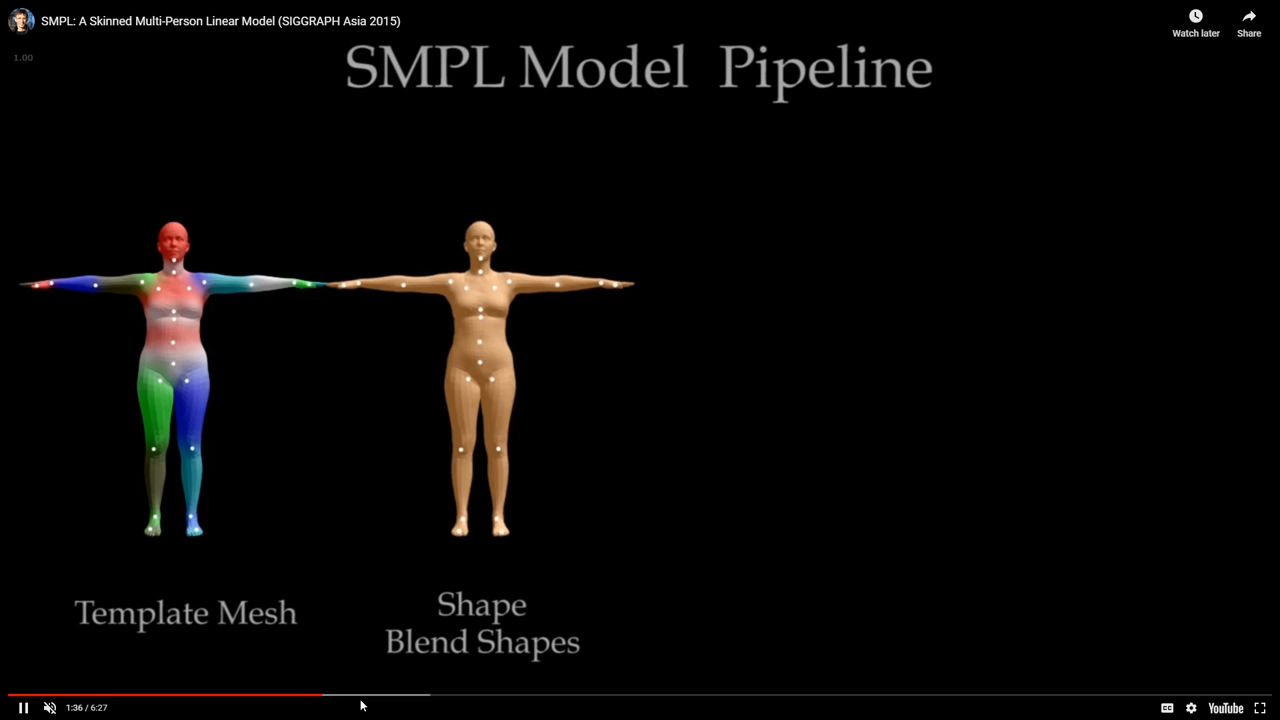 SMPL: A Skinned Multi-Person Linear Model (SIGGRAPH Asia 2015)
Watch later
Share
1.00
SMPL Model Pipeline
Template Mesh
Shape
Blend Shapes
1:36 / 6:27
CC
YouTube